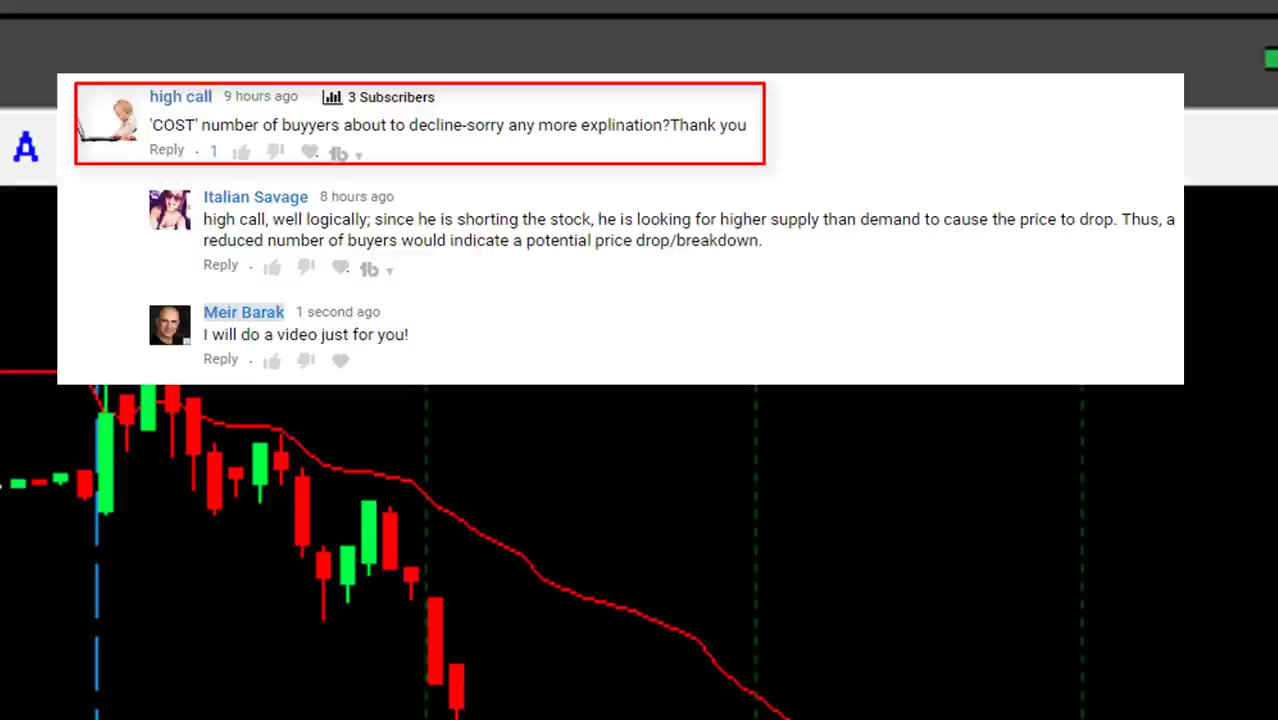 high call 9 hours ago 3 Subscribers
'COST' number of buyyers about to decline-sorry any more explination?Thank you
Reply . 1
A
Italian Savage 8 hours ago
high call, well logically; since he is shorting the stock, he is looking for higher supply than demand to cause the price to drop. Thus, a
reduced number of buyers would indicate a potential price drop/breakdown.
Reply .
Meir Barak 1 second ago
I will do a video just for you!
Reply .